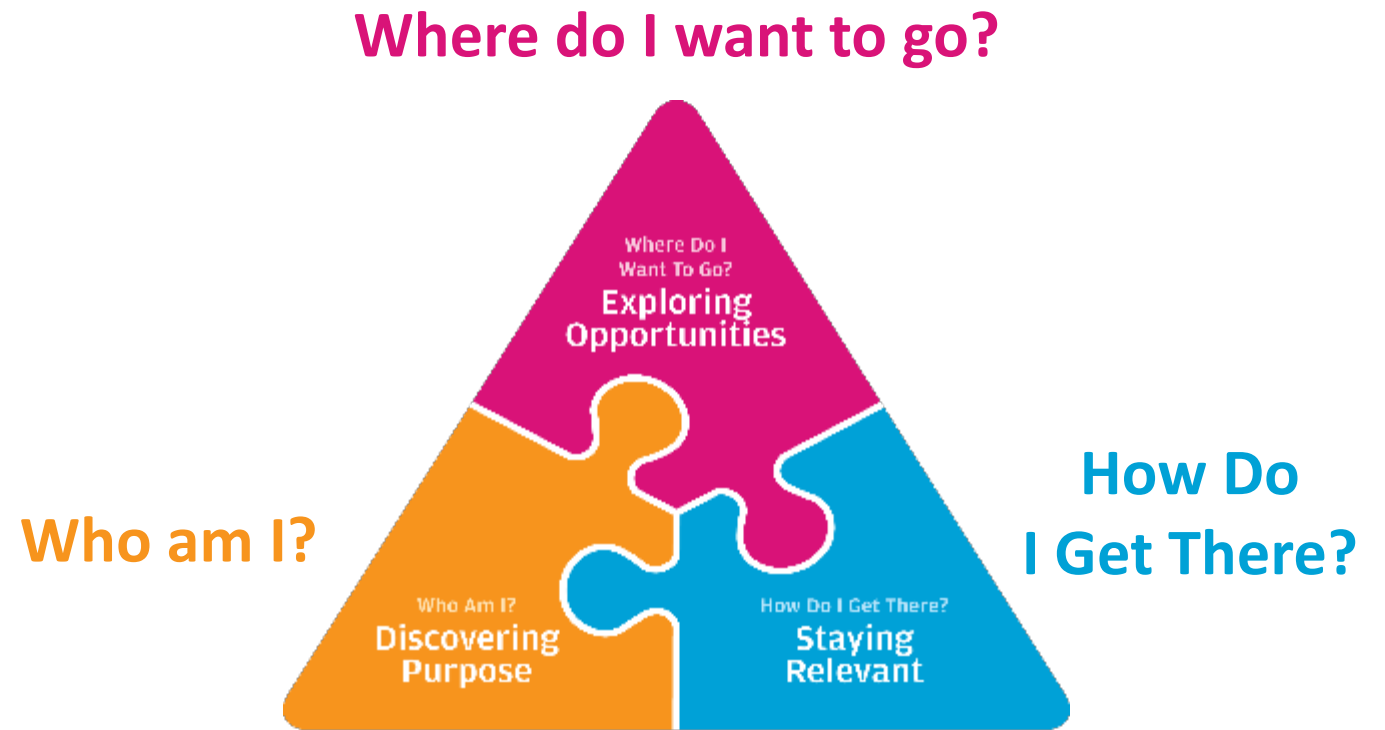 Where do I want to go?
Where Do I
Want To Go?
Exploring
Opportunities
How Do
I Get There?
Who am I?
Who Am I?
Discovering
Purpose
How Do I Get There?
Staying
Relevant